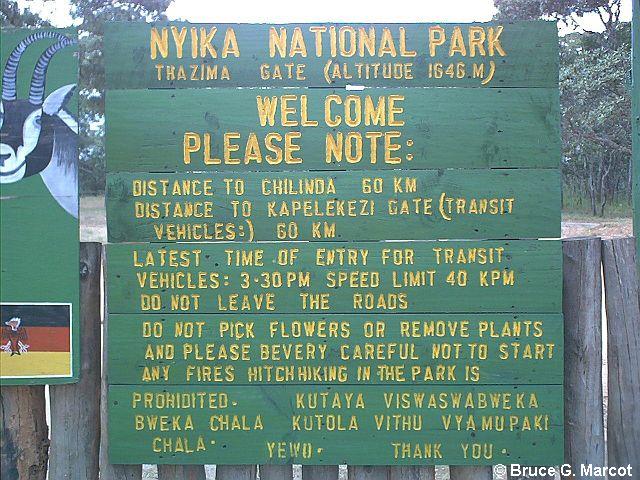 NYIKA NATIONAL PARK
THAZIMA GATE (ALTITUDE 1646.M)
WELCOME
PLEASE NOTE:
DISTANCE TO CHILINDA 60 KM
DISTANCE TO KAPELEKEZI GATE (TRANSIT
VEHICLES:) 60 KM
LATEST TIME OF ENTRY FOR TRANSIT
VEHICLES: 3·30PM SPEED LIMIT 40 KPM
DO NOT LEAVE THE ROADS
DO NOT PICK FLOWERS OR REMOVE PLANTS
AND PLEASE BEVERY CAREFUL NOT TO START
ANY FIRES HITCHHIKING IN THE PARK IS
PROHIDITED· KUTAYA VISWASWABWEKA
BWEKA CHALA KUTOLA VITHU VYAMUPAKI
CHALA· YEWO· THANK YOU·
© Bruce G. Marcot